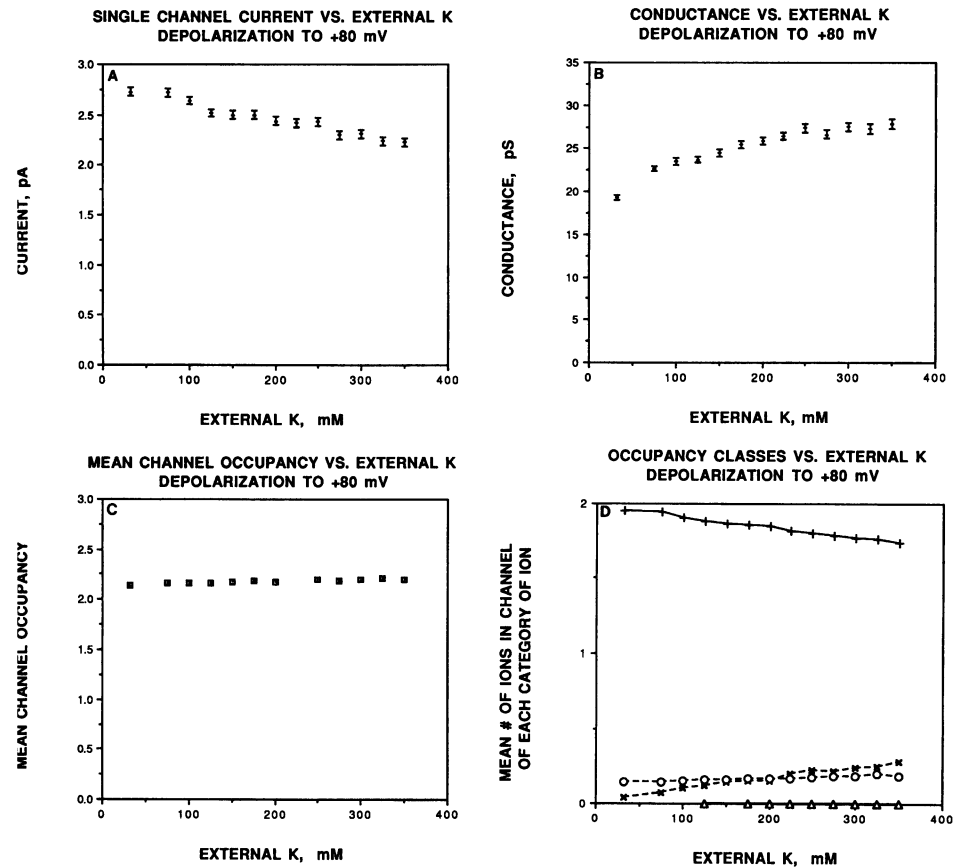 SINGLE CHANNEL CURRENT VS. EXTERNAL K
DEPOLARIZATION TO +80 mV
A
3.0
2.5
2.0
1.5
1.0
0.5
0.0
CURRENT, pA
0 100 200 300 400
EXTERNAL K, mM
CONDUCTANCE VS. EXTERNAL K
DEPOLARIZATION TO +80 mV
B
35
30
25
20
15
10
5
0
CONDUCTANCE, pS
0 100 200 300 400
EXTERNAL K, mM
MEAN CHANNEL OCCUPANCY VS. EXTERNAL K
DEPOLARIZATION TO +80 mV
C
3.0
2.5
2.0
1.5
1.0
0.5
0.0
MEAN CHANNEL OCCUPANCY
0 100 200 300 400
EXTERNAL K, mM
OCCUPANCY CLASSES VS. EXTERNAL K
DEPOLARIZATION TO +80 mV
D
2
1
0
MEAN # OF IONS IN CHANNEL
OF EACH CATEGORY OF ION
0 100 200 300 400
EXTERNAL K, mM